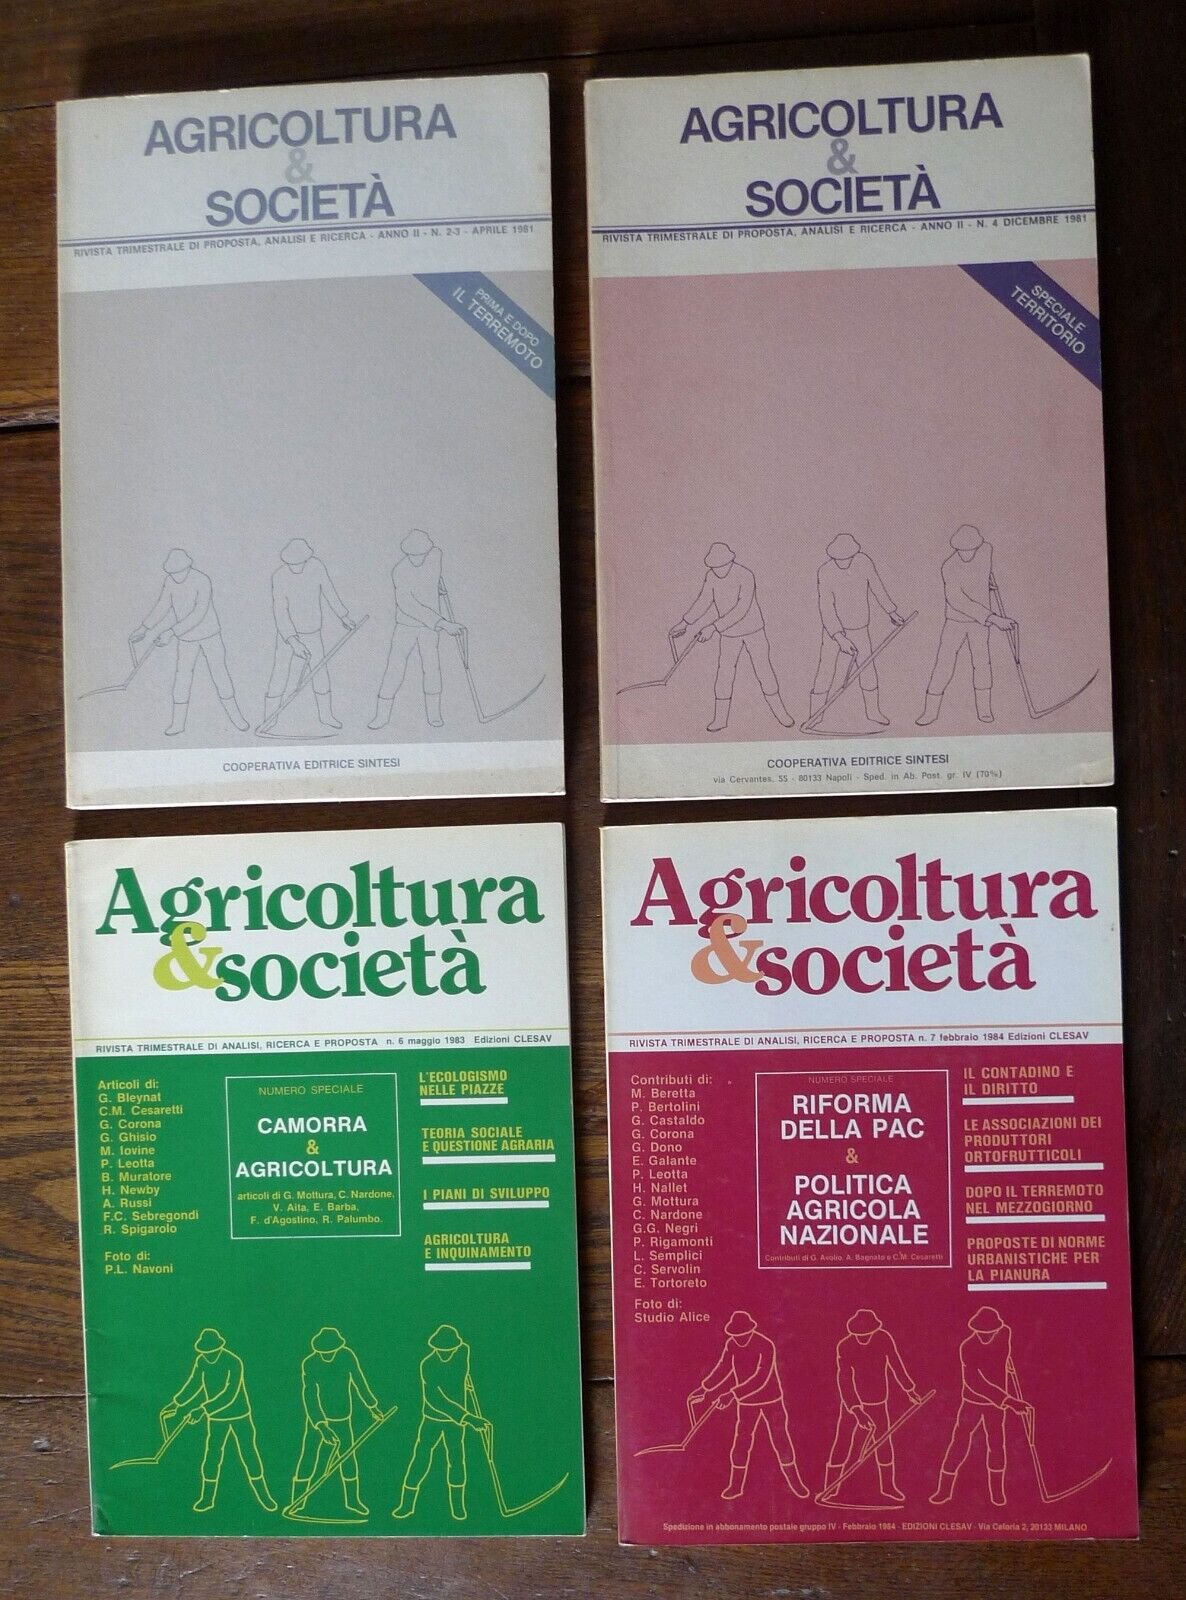 AGRICOLTURA
&
SOCIETÀ
RIVISTA TRIMESTRALE DI PROPOSTA, ANALISI E RICERCA - ANNO II - N. 2-3 - APRILE 1981
PRIMA E DOPO
IL TERREMOTO
COOPERATIVA EDITRICE SINTESI
AGRICOLTURA
&
SOCIETÀ
RIVISTA TRIMESTRALE DI PROPOSTA, ANALISI E RICERCA - ANNO II - N. 4 DICEMBRE 1981
SPECIALE
TERRITORIO
COOPERATIVA EDITRICE SINTESI
via Cervantes, 55 - 80133 Napoli - Sped. in Ab. Post. gr. IV (70%)
Agricoltura
&società
RIVISTA TRIMESTRALE DI ANALISI, RICERCA E PROPOSTA n. 6 maggio 1983 Edizioni CLESAV
Articoli di:
G. Bleynat
C.M. Cesaretti
G. Corona
G. Ghisio
M. Iovine
P. Leotta
B. Muratore
H. Newby
A. Russi
F.C. Sebregondi
R. Spigarolo
Foto di:
P.L. Navoni
NUMERO SPECIALE
CAMORRA
&
AGRICOLTURA
articoli di G. Mottura, C. Nardone,
V. Aita, E. Barba,
F. d'Agostino, R. Palumbo.
L'ECOLOGISMO
NELLE PIAZZE
TEORIA SOCIALE
E QUESTIONE AGRARIA
I PIANI DI SVILUPPO
AGRICOLTURA
E INQUINAMENTO
Agricoltura
&società
RIVISTA TRIMESTRALE DI ANALISI, RICERCA E PROPOSTA n. 7 febbraio 1984 Edizioni CLESAV
Contributi di:
M. Beretta
P. Bertolini
G. Castaldo
G. Corona
G. Dono
E. Galante
P. Leotta
H. Nallet
G. Mottura
C. Nardone
G.G. Negri
P. Rigamonti
L. Semplici
C. Servolin
E. Tortoreto
Foto di:
Studio Alice
NUMERO SPECIALE
RIFORMA
DELLA PAC
&
POLITICA
AGRICOLA
NAZIONALE
Contributi di G. Avolio, A. Bagnato e C.M. Cesaretti
IL CONTADINO E
IL DIRITTO
LE ASSOCIAZIONI DEI
PRODUTTORI
ORTOFRUTTICOLI
DOPO IL TERREMOTO
NEL MEZZOGIORNO
PROPOSTE DI NORME
URBANISTICHE PER
LA PIANURA
Spedizione in abbonamento postale gruppo IV - Febbraio 1984 - EDIZIONI CLESAV - Via Celoria 2, 20133 MILANO